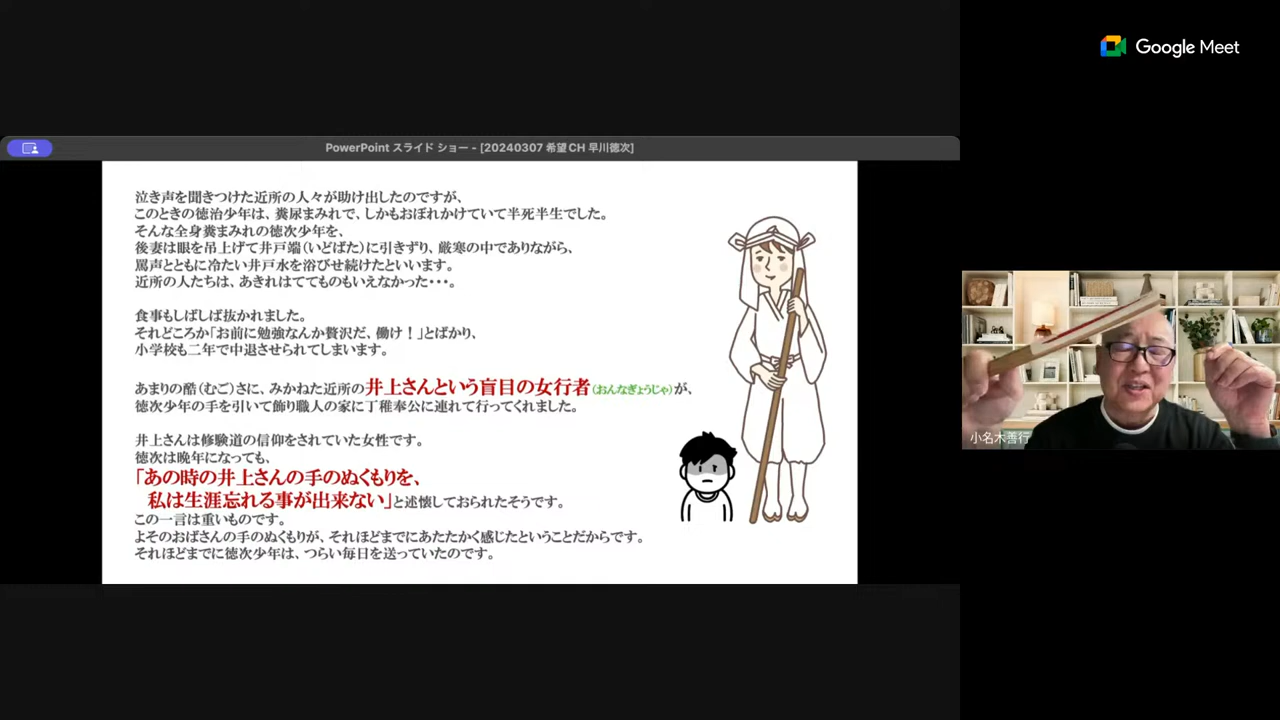 Google Meet
PowerPoint スライド ショー - [20240307 希望CH 早川徳次]
泣き声を聞きつけた近所の人々が助け出したのですが、
このときの徳治少年は、糞尿まみれで、しかもおぼれかけていて半死半生でした。
そんな全身糞まみれの徳次少年を、
後妻は眼を吊上げて井戸端（いどばた）に引きずり、厳寒の中でありながら、
罵声とともに冷たい井戸水を浴びせ続けたといいます。
近所の人たちは、あきれはててものもいえなかった・・・。
食事もしばしば抜かれました。
それどころか「お前に勉強なんか贅沢だ、働け！」とばかり、
小学校も二年で中退させられてしまいます。
あまりの酷（むご）さに、みかねた近所の井上さんという盲目の女行者（おんなぎょうじゃ）が、
徳次少年の手を引いて飾り職人の家に丁稚奉公に連れて行ってくれました。
井上さんは修験道の信仰をされていた女性です。
徳次は晩年になっても、
「あの時の井上さんの手のぬくもりを、
私は生涯忘れる事が出来ない」と述懐しておられたそうです。
この一言は重いものです。
よそのおばさんの手のぬくもりが、それほどまでにあたたかく感じたということだからです。
それほどまでに徳次少年は、つらい毎日を送っていたのです。
小名木善行